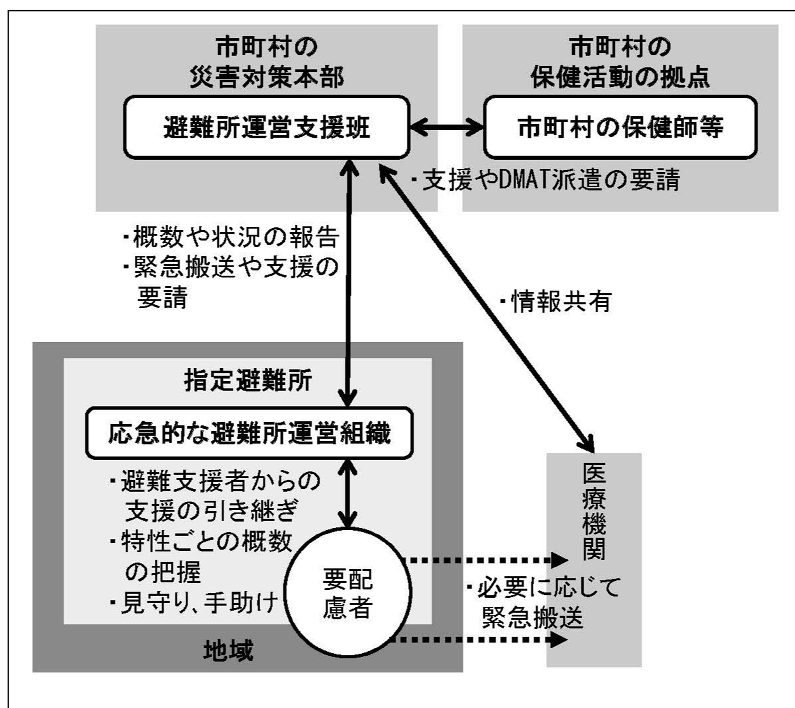 市町村の
災害対策本部
避難所運営支援班
市町村の
保健活動の拠点
市町村の保健師等
・支援やDMAT派遣の要請
・概数や状況の報告
・緊急搬送や支援の
要請
・情報共有
指定避難所
応急的な避難所運営組織
・避難支援者からの
支援の引き継ぎ
・特性ごとの概数
の把握
・見守り、手助け
要配
慮者
地域
医療機関
・必要に応じて
緊急搬送